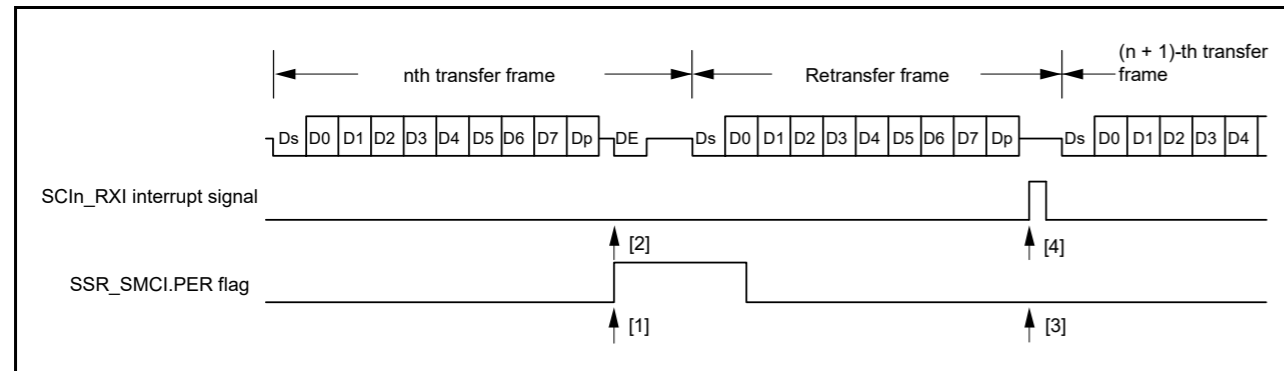 nth transfer frame
Retransfer frame
(n + 1)-th transfer
frame
Ds D0 D1 D2 D3 D4 D5 D6 D7 Dp DE Ds D0 D1 D2 D3 D4 D5 D6 D7 Dp Ds D0 D1 D2 D3 D4
SCIn_RXI interrupt signal
[2] [4]
SSR_SMCI.PER flag
[1] [3]